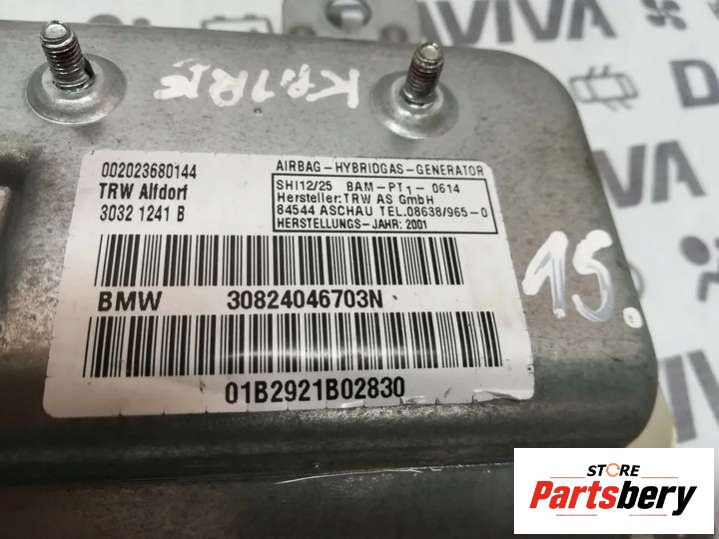 002023680144
TRW Alfdorf
3032 1241 B
AIRBAG-HYBRIDGAS-GENERATOR
SHI12/25 BAM-PT1-0614
Hersteller:TRW AS GmbH
84544 ASCHAU TEL.08638/965-0
HERSTELLUNGS-JAHR:2001
BMW 30824046703N
01B2921B02830
15.
STORE
Partsbery